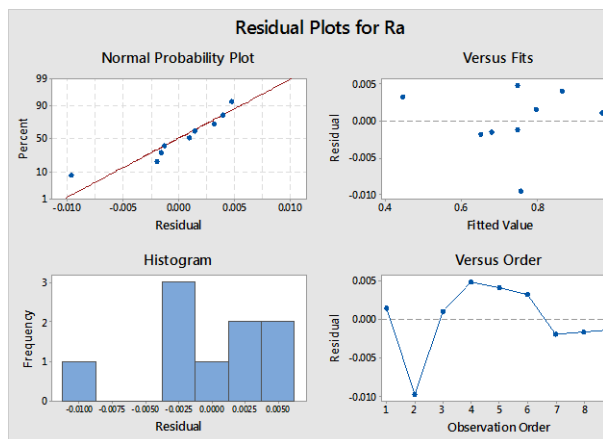 Residual Plots for Ra
Normal Probability Plot
99
90
50
10
1
Percent
-0.010 -0.005 0.000 0.005 0.010
Residual
Versus Fits
0.005
0.000
-0.005
-0.010
Residual
0.4 0.6 0.8
Fitted Value
Histogram
3
2
1
0
Frequency
-0.0100 -0.0075 -0.0050 -0.0025 0.0000 0.0025 0.0050
Residual
Versus Order
0.005
0.000
-0.005
-0.010
Residual
1 2 3 4 5 6 7 8
Observation Order